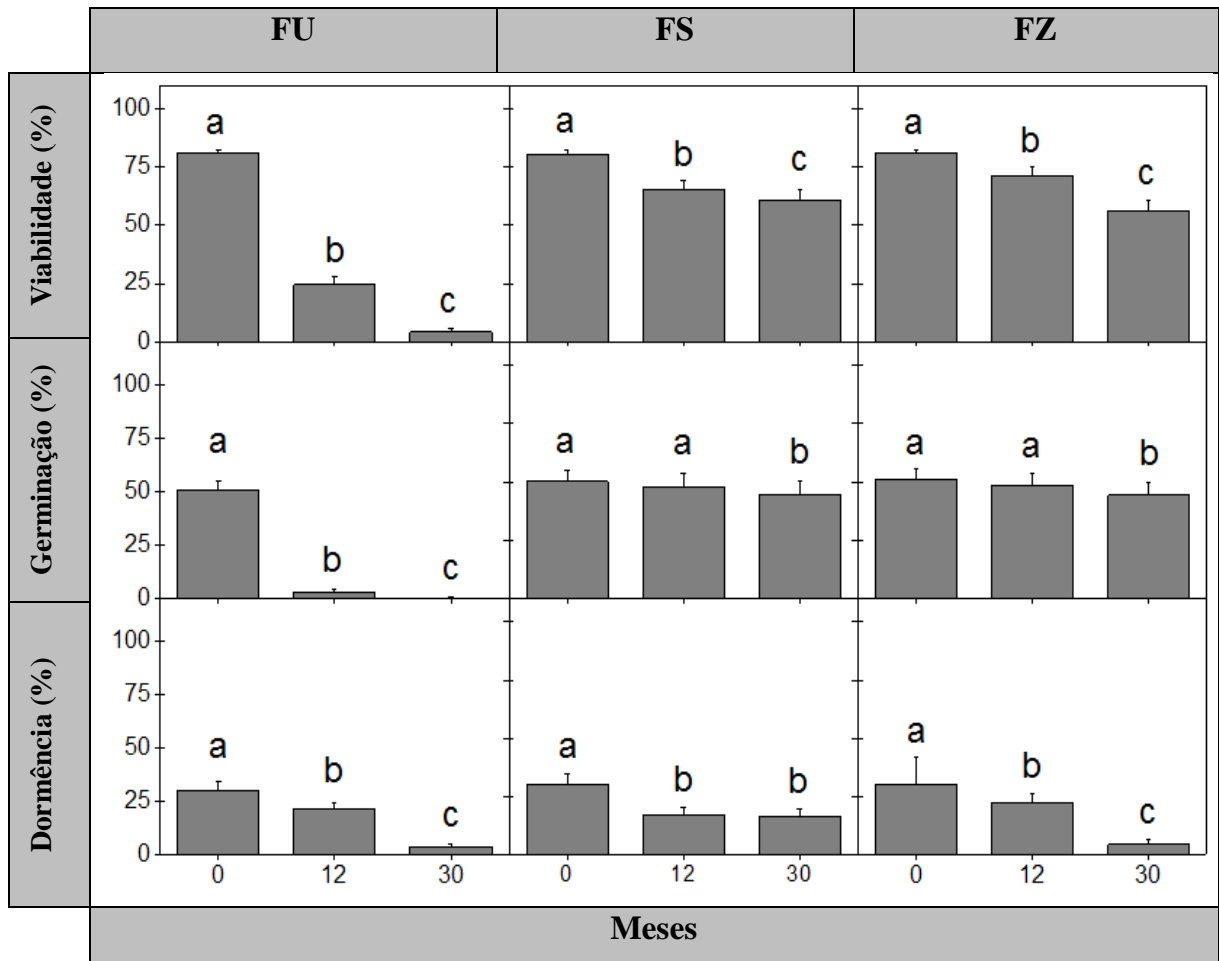 FU FS FZ
Viabilidade (%)
100
75
50
25
0
a b c
a b c
a b c
Germinação (%)
100
75
50
25
0
a b c
a a b
a a b
Dormência (%)
100
75
50
25
0
a b c
a b b
a b c
0 12 30 0 12 30 0 12 30
Meses